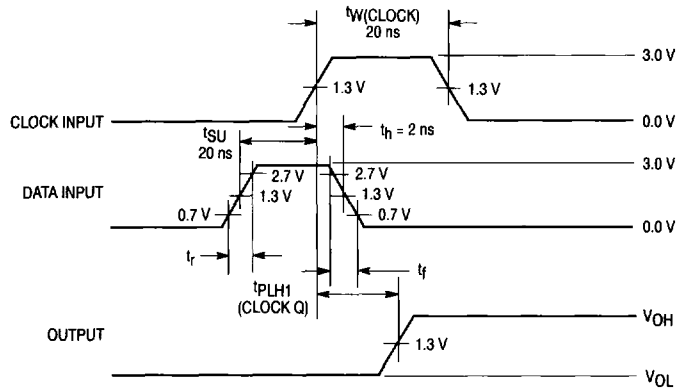 tW(CLOCK)
20 ns
3.0 V
1.3 V
1.3 V
CLOCK INPUT
0.0 V
tSU
20 ns
th = 2 ns
3.0 V
2.7 V
2.7 V
DATA INPUT
1.3 V
1.3 V
0.7 V
0.7 V
0.0 V
tr
tf
tPLH1
(CLOCK Q)
VOH
OUTPUT
1.3 V
VOL